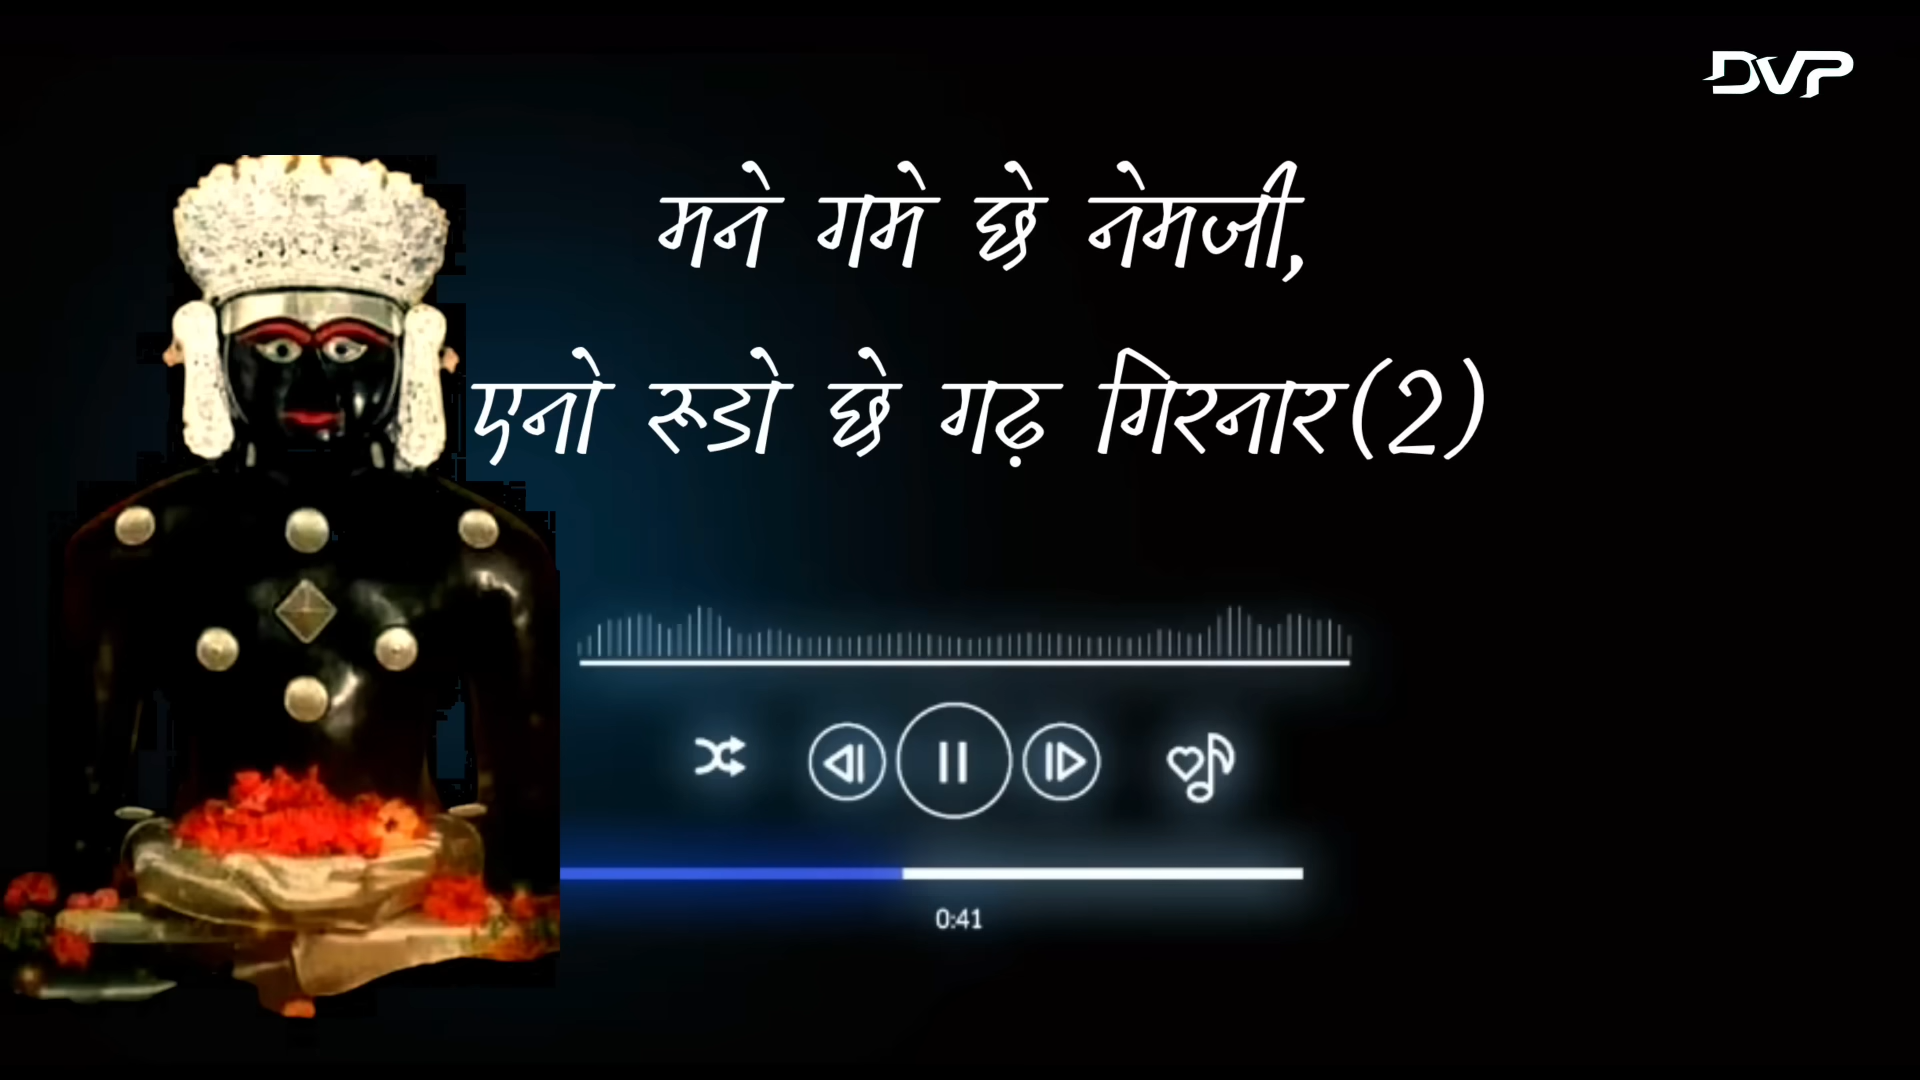 DVP
मने गमे छे नेमजी,
एनो रूडो छे गढ़ गिरनार(2)
0:41